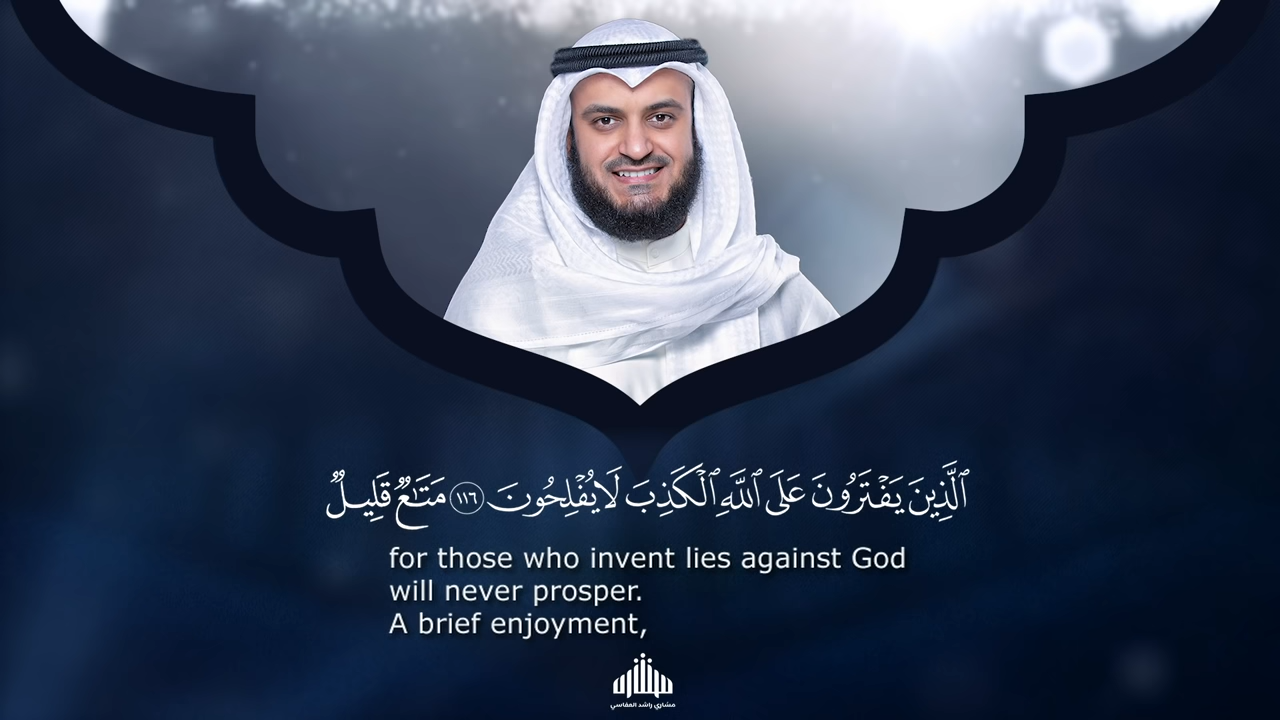 ٱلَّذِينَ يَفْتَرُونَ عَلَى ٱللَّهِ ٱلْكَذِبَ لَا يُفْلِحُونَ ١١٦ مَتَـٰعٌ قَلِيلٌ
for those who invent lies against God
will never prosper.
A brief enjoyment,
مشاري راشد العفاسي